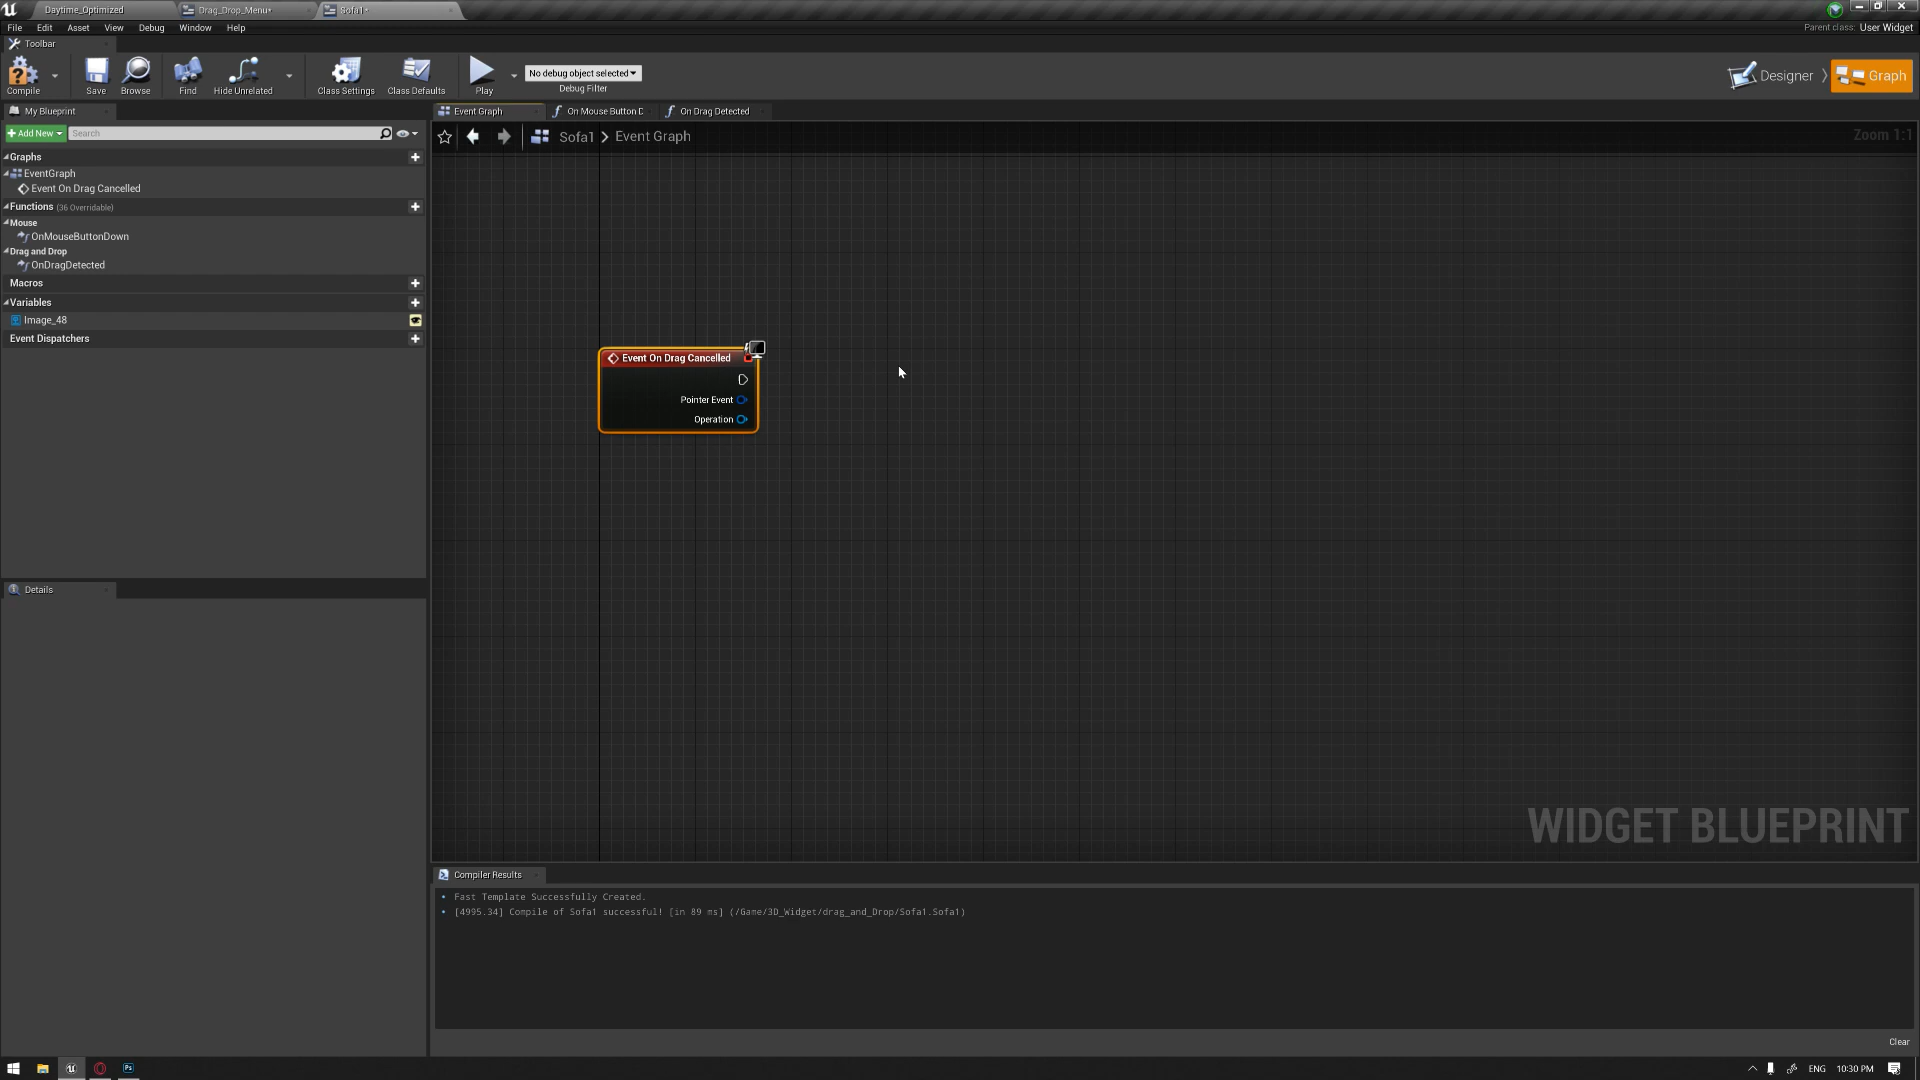 Daytime_Optimized
Drag_Drop_Menu*
Sofa1*
File Edit Asset View Debug Window Help
Parent class: User Widget
Toolbar
Compile
Save
Browse
Find
Hide Unrelated
Class Settings
Class Defaults
Play
No debug object selected
Debug Filter
Designer
Graph
My Blueprint
Add New
Search
Graphs
EventGraph
Event On Drag Cancelled
Functions (36 Overridable)
Mouse
OnMouseButtonDown
Drag and Drop
OnDragDetected
Macros
Variables
Image_48
Event Dispatchers
Details
Event Graph
On Mouse Button D
On Drag Detected
Sofa1 > Event Graph
Zoom 1:1
Event On Drag Cancelled
Pointer Event
Operation
WIDGET BLUEPRINT
Compiler Results
Fast Template Successfully Created.
[4995.34] Compile of Sofa1 successful! [in 89 ms] (/Game/3D_Widget/drag_and_Drop/Sofa1.Sofa1)
Clear
Ps
ENG
10:30 PM